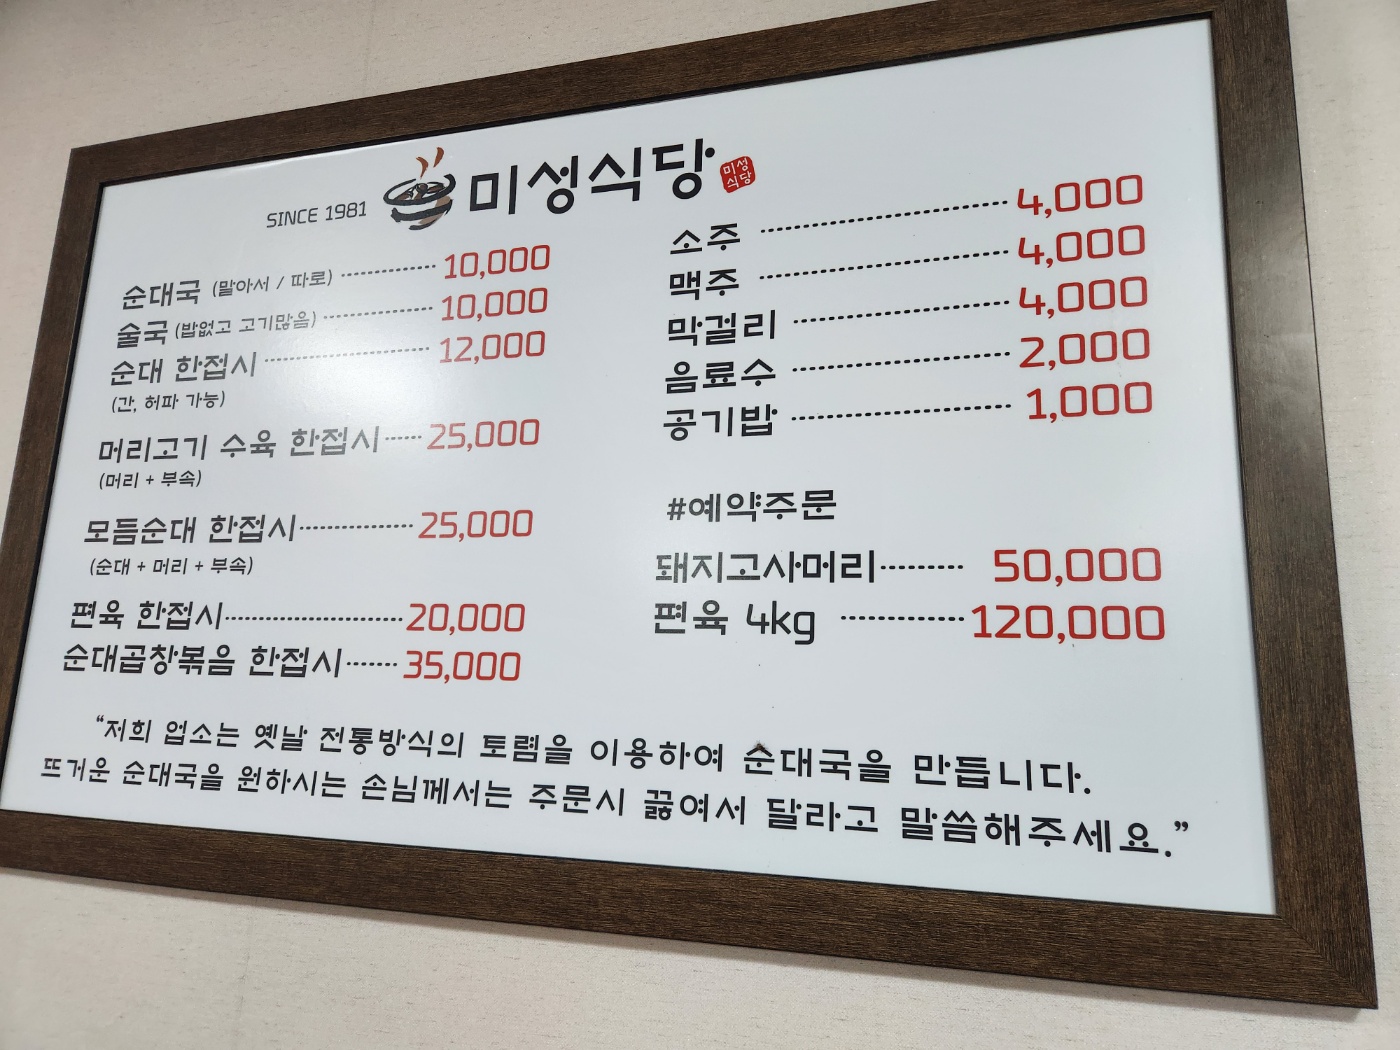 SINCE 1981 미성식당 미성식당
순대국 (말아서 / 따로) 10,000
술국 (밥없고 고기많음) 10,000
순대 한접시 12,000
(간, 허파 가능)
머리고기 수육 한접시 25,000
(머리 + 부속)
모듬순대 한접시 25,000
(순대 + 머리 + 부속)
편육 한접시 20,000
순대곱창볶음 한접시 35,000
소주 4,000
맥주 4,000
막걸리 4,000
음료수 2,000
공기밥 1,000
#예약주문
돼지고사머리 50,000
편육 4kg 120,000
“저희 업소는 옛날 전통방식의 토렴을 이용하여 순대국을 만듭니다.
뜨거운 순대국을 원하시는 손님께서는 주문시 끓여서 달라고 말씀해주세요.”